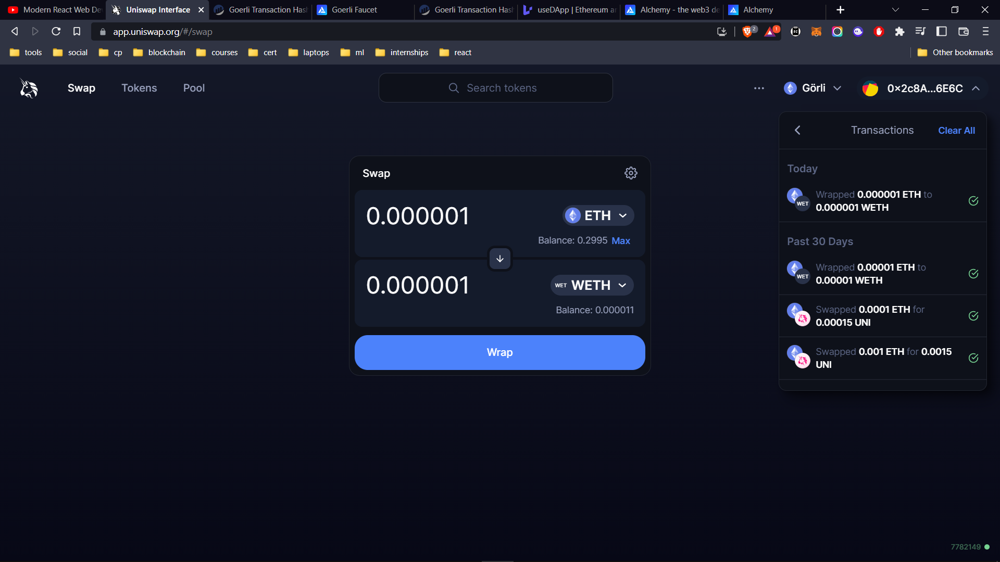 Modern React Web De
Uniswap Interface
Goerli Transaction Hash
Goerli Faucet
Goerli Transaction Hash
useDApp | Ethereum ar
Alchemy - the web3 de
Alchemy
app.uniswap.org/#/swap
2
1
tools
social
cp
blockchain
courses
cert
laptops
ml
internships
react
Other bookmarks
Swap
Tokens
Pool
Search tokens
Görli
0x2c8A...6E6C
Transactions
Clear All
Today
Wrapped 0.000001 ETH to
0.000001 WETH
WET
Past 30 Days
Wrapped 0.00001 ETH to
0.00001 WETH
WET
Swapped 0.0001 ETH for
0.00015 UNI
Swapped 0.001 ETH for 0.0015
UNI
Swap
0.000001
ETH
Balance: 0.2995 Max
0.000001
WET WETH
Balance: 0.000011
Wrap
7782149